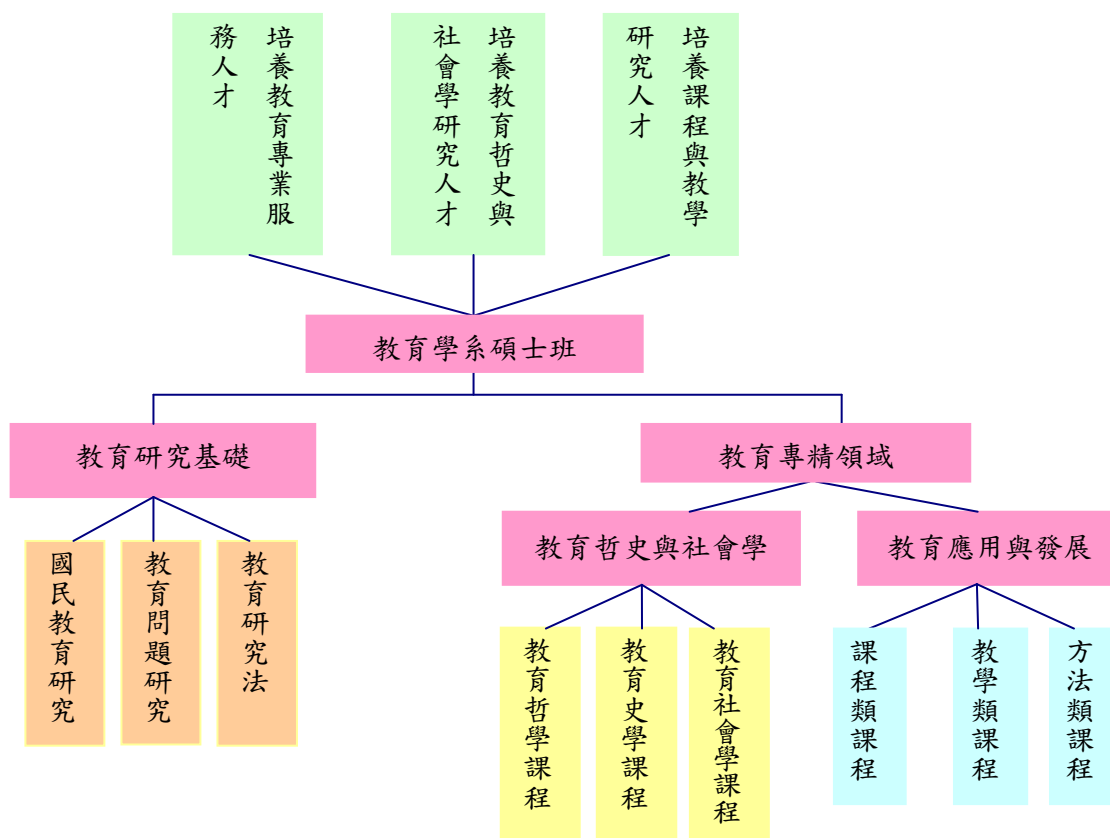 培養教育專業服
務人才
培養教育哲史與
社會學研究人才
培養課程與教學
研究人才
教育學系碩士班
教育研究基礎
教育專精領域
教育哲史與社會學
教育應用與發展
國民教育研究
教育問題研究
教育研究法
教育哲學課程
教育史學課程
教育社會學課程
課程類課程
教學類課程
方法類課程